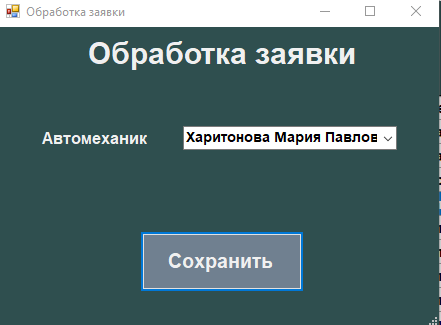 Обработка заявки
Обработка заявки
Автомеханик
Харитонова Мария Павлов
Сохранить